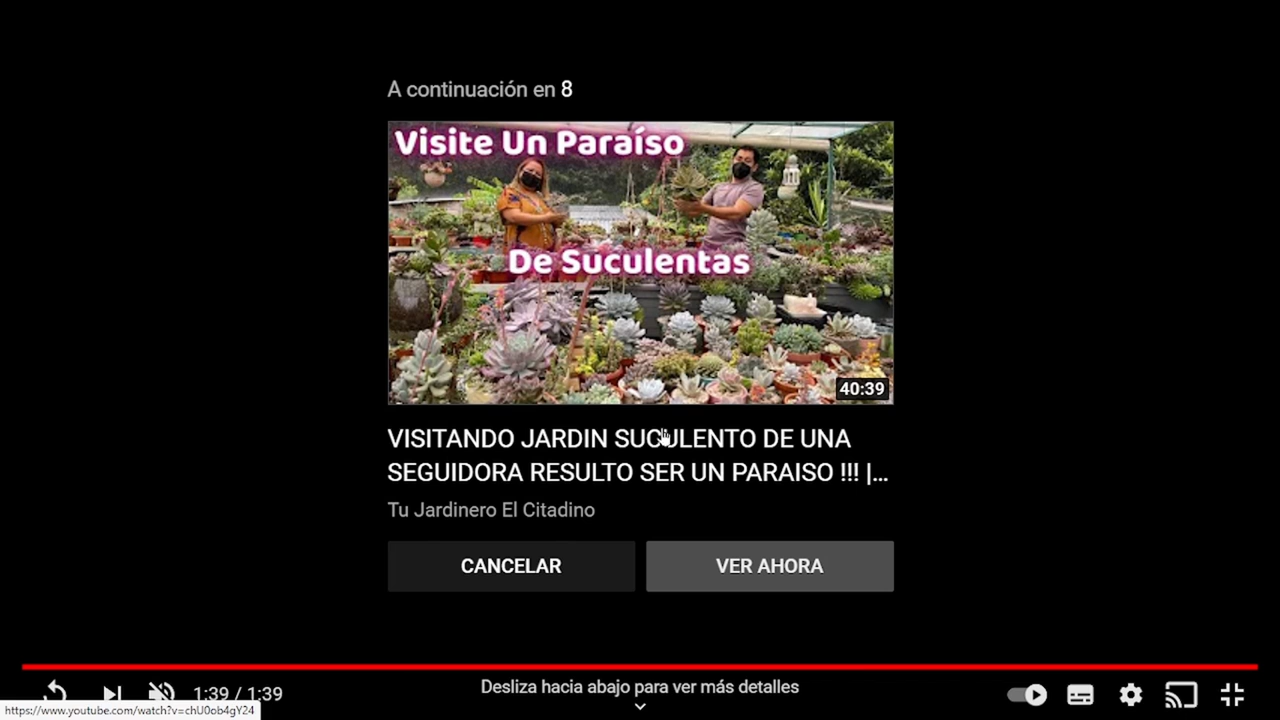 A continuación en 8
Visite Un Paraíso
De Suculentas
40:39
VISITANDO JARDIN SUCULENTO DE UNA
SEGUIDORA RESULTO SER UN PARAISO !!! |...
Tu Jardinero El Citadino
CANCELAR
VER AHORA
1:39 / 1:39
Desliza hacia abajo para ver más detalles
https://www.youtube.com/watch?v=chU0ob4gY24